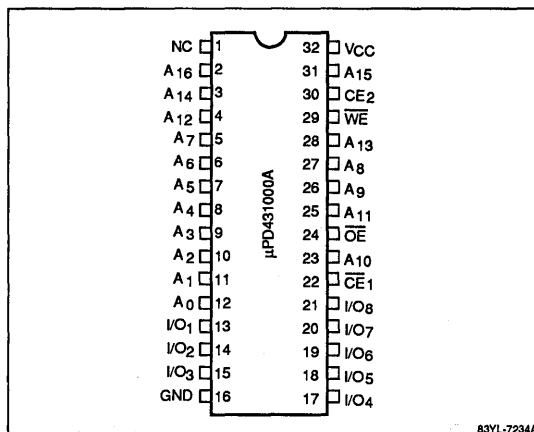 NC 1 32 VCC
A16 2 31 A15
A14 3 30 CE2
A12 4 29 W̅E̅
A7 5 28 A13
A6 6 27 A8
A5 7 26 A9
A4 8 25 A11
A3 9 24 O̅E̅
A2 10 23 A10
A1 11 22 C̅E̅1
A0 12 21 I/O8
I/O1 13 20 I/O7
I/O2 14 19 I/O6
I/O3 15 18 I/O5
GND 16 17 I/O4
µPD431000A
83YL-7234A